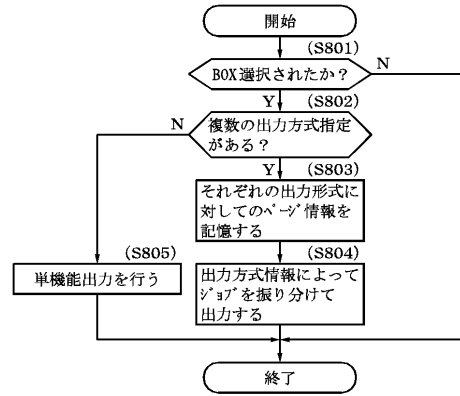 開始
(S801)
BOX選択されたか？
N
Y
(S802)
複数の出力方式指定
がある？
N
Y
(S803)
それぞれの出力形式に
対してのページ情報を
記憶する
(S804)
出力方式情報によって
ジョブを振り分けて
出力する
(S805)
単機能出力を行う
終了